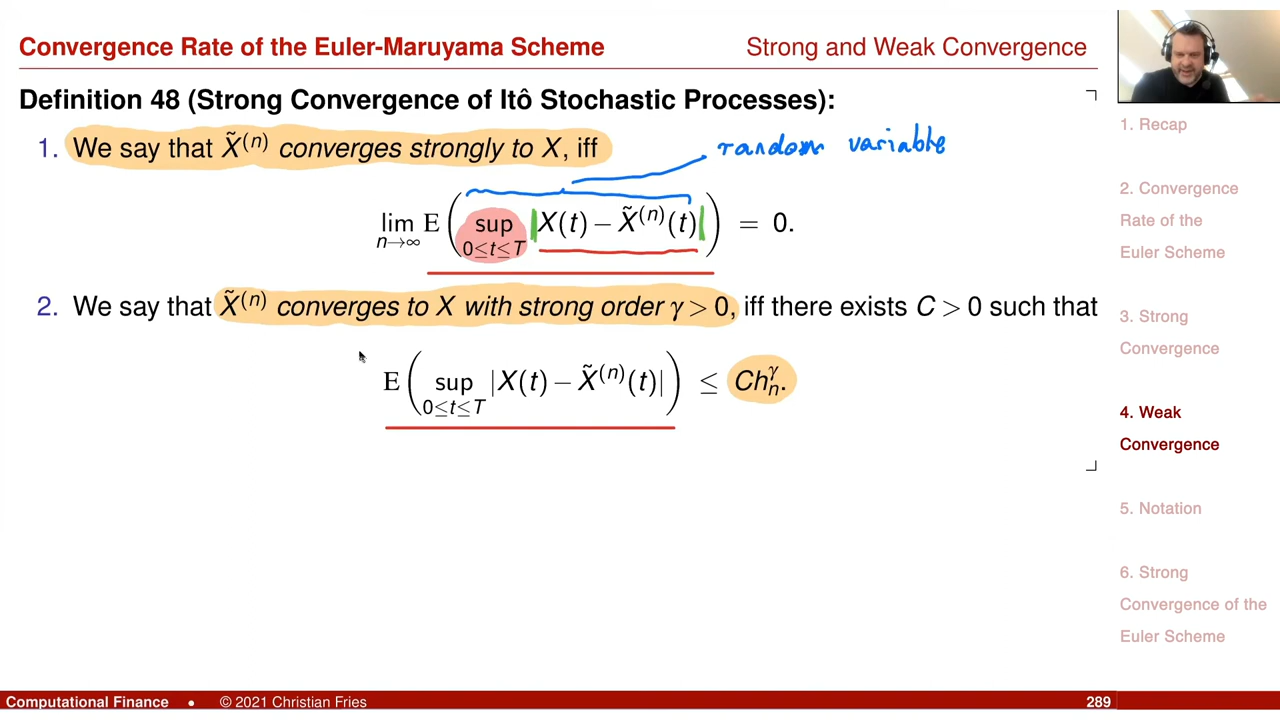 Convergence Rate of the Euler-Maruyama Scheme
Strong and Weak Convergence
Definition 48 (Strong Convergence of Itô Stochastic Processes):
1. We say that X̃⁽ⁿ⁾ converges strongly to X, iff
random variable
lim_{n→∞} E( sup_{0≤t≤T} |X(t) − X̃⁽ⁿ⁾(t)| ) = 0.
2. We say that X̃⁽ⁿ⁾ converges to X with strong order γ > 0, iff there exists C > 0 such that
E( sup_{0≤t≤T} |X(t) − X̃⁽ⁿ⁾(t)| ) ≤ Ch_n^γ.
1. Recap
2. Convergence
Rate of the
Euler Scheme
3. Strong
Convergence
4. Weak
Convergence
5. Notation
6. Strong
Convergence of the
Euler Scheme
Computational Finance • © 2021 Christian Fries
289